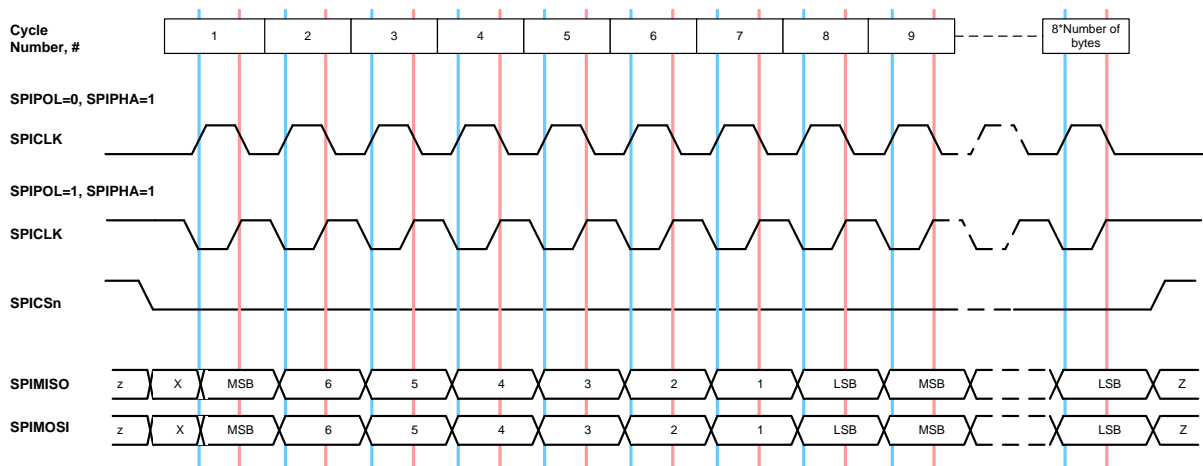 Cycle
Number, #
1 2 3 4 5 6 7 8 9
8*Number of
bytes
SPIPOL=0, SPIPHA=1
SPICLK
SPIPOL=1, SPIPHA=1
SPICLK
SPICSn
SPIMISO z X MSB 6 5 4 3 2 1 LSB MSB LSB Z
SPIMOSI z X MSB 6 5 4 3 2 1 LSB MSB LSB Z